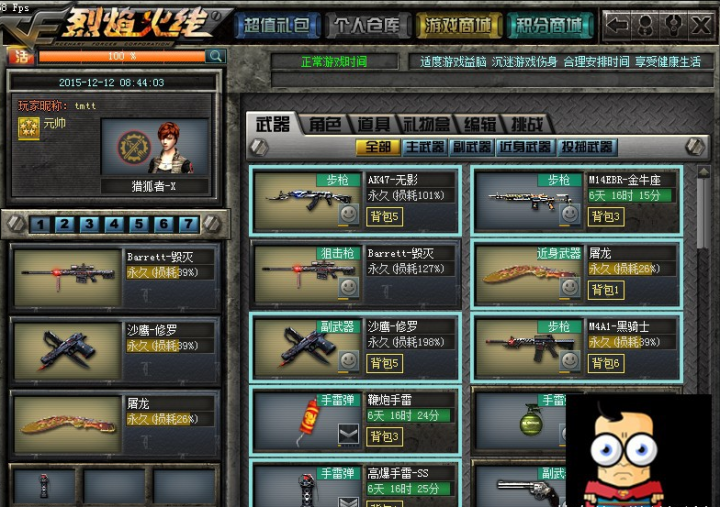 8 Fps
CF 烈焰火线
超值礼包 个人仓库 游戏商城 积分商城
活 100 %
正常游戏时间
适度游戏益脑 沉迷游戏伤身 合理安排时间 享受健康生活
2015-12-12 08:44:03
玩家昵称: tmtt
元帅
猎狐者-X
1 2 3 4 5 6 7
Barrett-毁灭
永久(损耗39%)
沙鹰-修罗
永久(损耗39%)
屠龙
永久(损耗26%)
武器 角色 道具 礼物盒 编辑 挑战
全部 主武器 副武器 近身武器 投掷武器
步枪
AK47-无影
永久(损耗101%)
背包5
步枪
M14EBR-金牛座
6天 16时 15分
背包3
狙击枪
Barrett-毁灭
永久(损耗127%)
近身武器
屠龙
永久(损耗26%)
背包1
副武器
沙鹰-修罗
永久(损耗198%)
背包5
步枪
M4A1-黑骑士
永久(损耗39%)
背包6
手雷弹
鞭炮手雷
6天 16时 24分
背包3
手雷
手雷弹
高爆手雷-SS
6天 16时 25分
副武